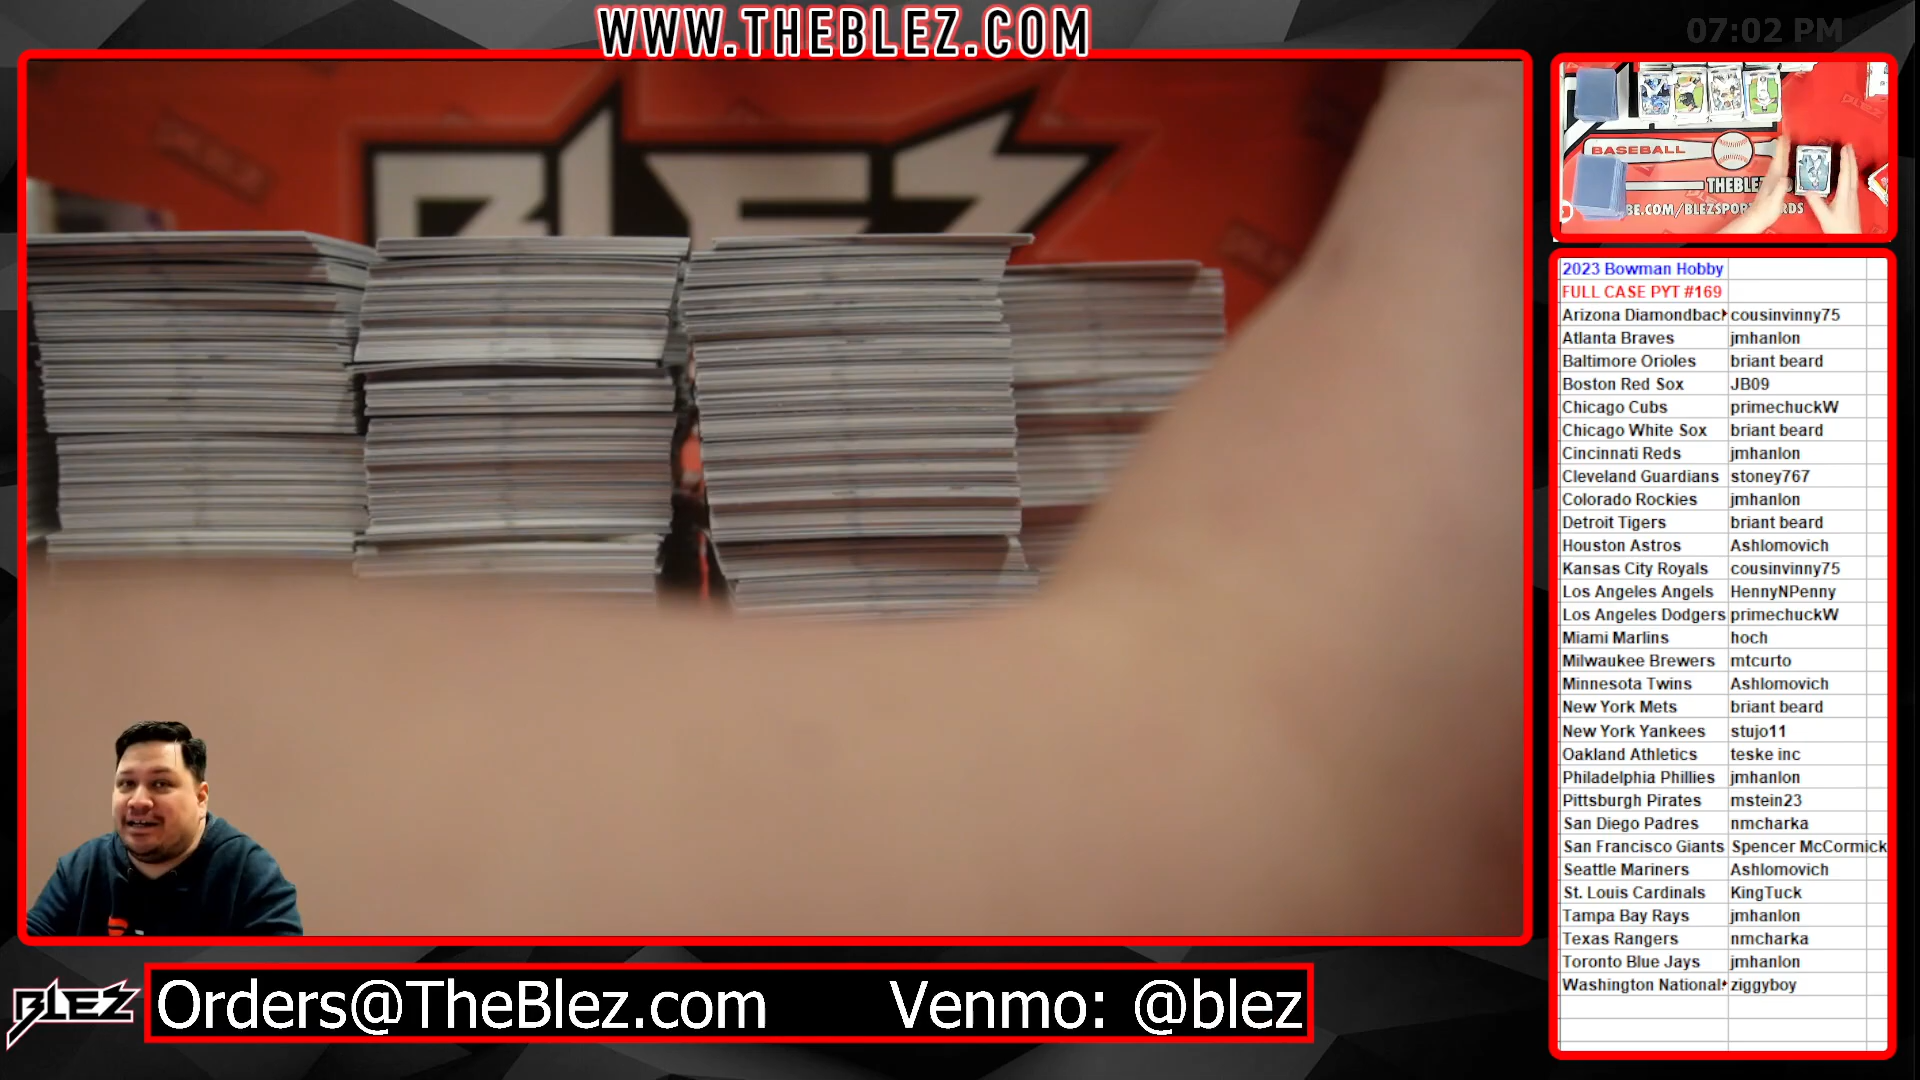 WWW.THEBLEZ.COM
07:02 PM
BLEZ
BASEBALL
THEBLE
BE.COM/BLEZSPORTSCARDS
2023 Bowman Hobby
FULL CASE PYT #169
Arizona Diamondback cousinvinny75
Atlanta Braves jmhanlon
Baltimore Orioles briant beard
Boston Red Sox JB09
Chicago Cubs primechuckW
Chicago White Sox briant beard
Cincinnati Reds jmhanlon
Cleveland Guardians stoney767
Colorado Rockies jmhanlon
Detroit Tigers briant beard
Houston Astros Ashlomovich
Kansas City Royals cousinvinny75
Los Angeles Angels HennyNPenny
Los Angeles Dodgers primechuckW
Miami Marlins hoch
Milwaukee Brewers mtcurto
Minnesota Twins Ashlomovich
New York Mets briant beard
New York Yankees stujo11
Oakland Athletics teske inc
Philadelphia Phillies jmhanlon
Pittsburgh Pirates mstein23
San Diego Padres nmcharka
San Francisco Giants Spencer McCormick
Seattle Mariners Ashlomovich
St. Louis Cardinals KingTuck
Tampa Bay Rays jmhanlon
Texas Rangers nmcharka
Toronto Blue Jays jmhanlon
Washington National ziggyboy
BLEZ
Orders@TheBlez.com Venmo: @blez